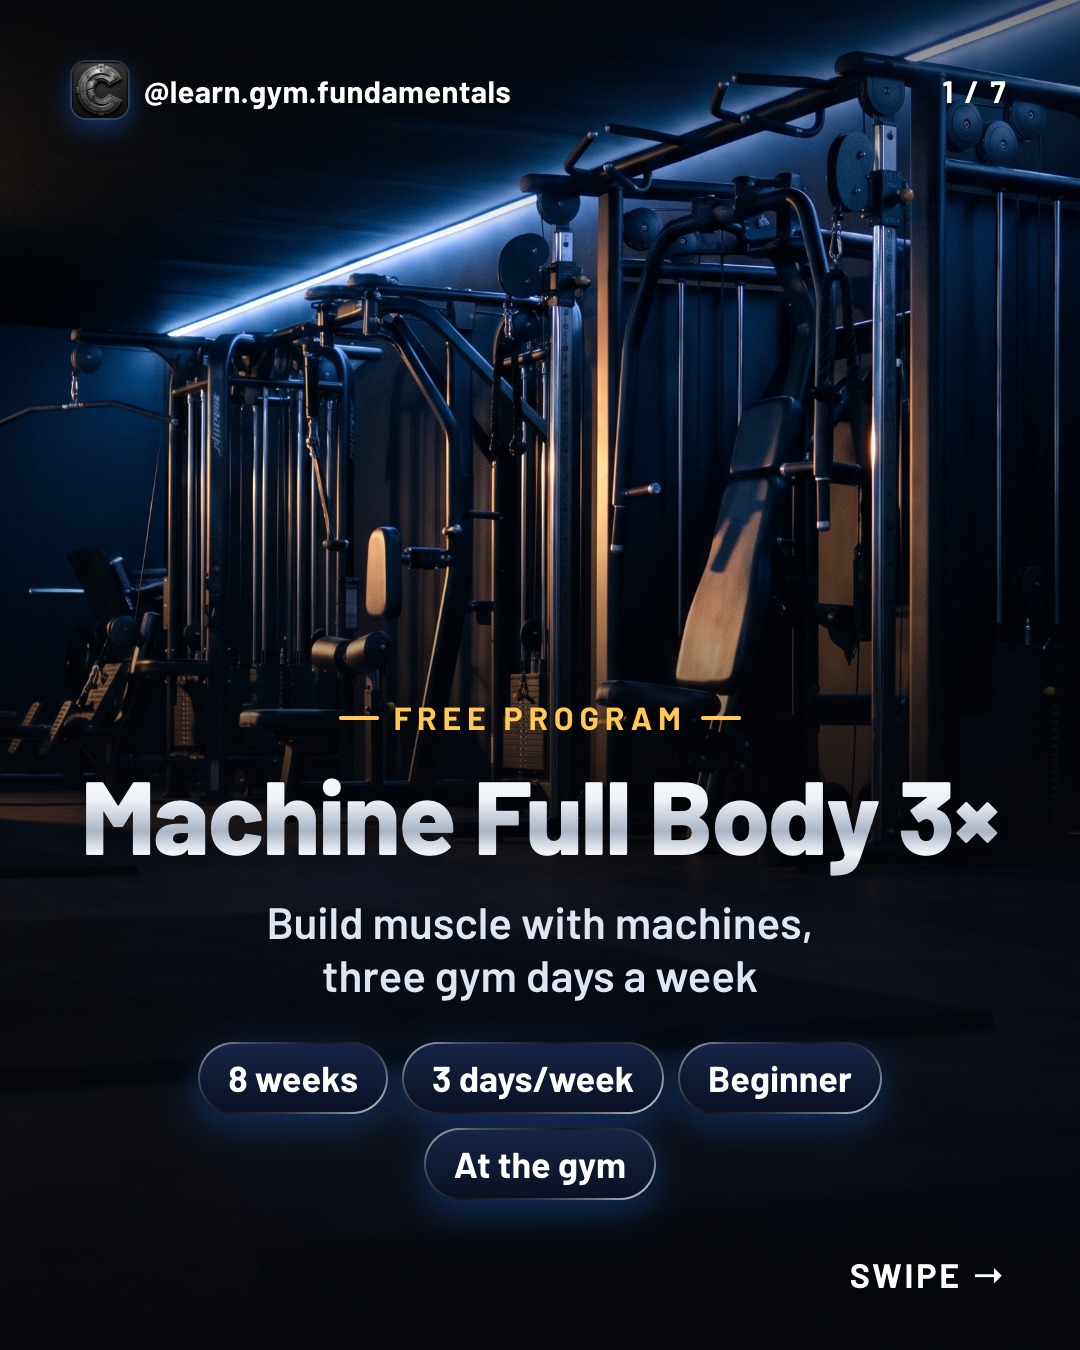 @learn.gym.fundamentals
1 / 7
FREE PROGRAM
Machine Full Body 3×
Build muscle with machines,
three gym days a week
8 weeks
3 days/week
Beginner
At the gym
SWIPE →